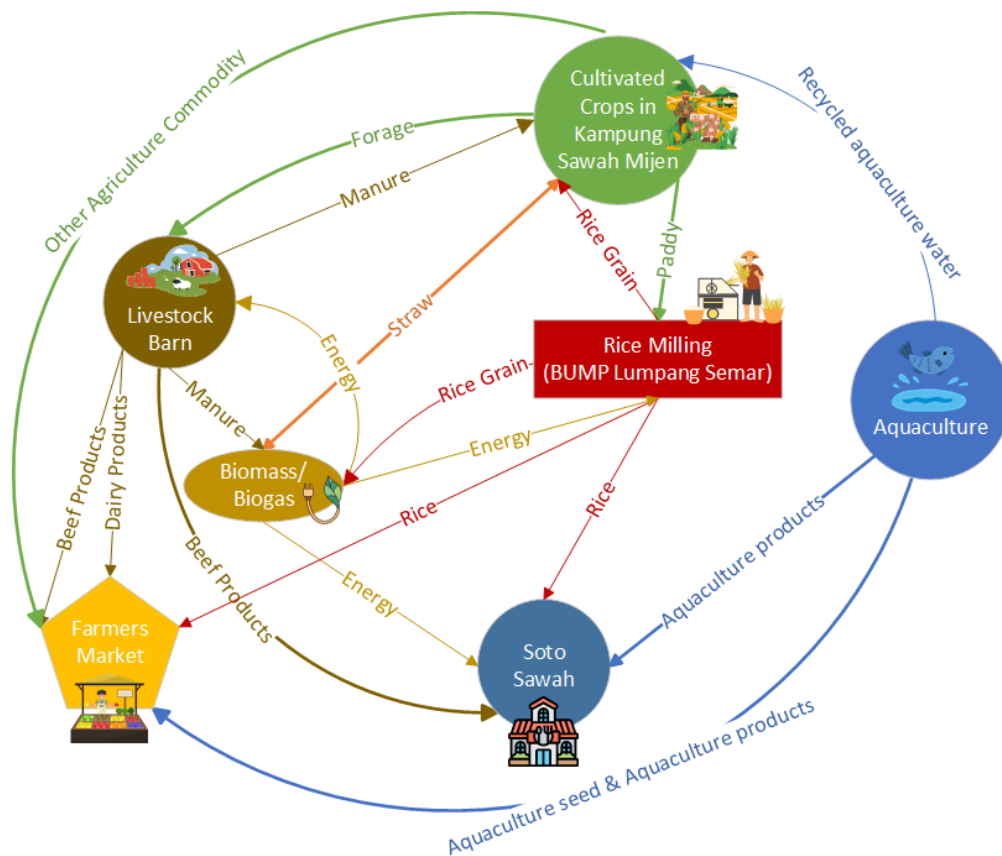 Other Agriculture Commodity
Cultivated
Crops in
Kampung
Sawah Mijen
Recycled aquaculture water
Forage
Manure
Rice Grain
Paddy
Livestock
Barn
Straw
Energy
Rice Milling
(BUMP Lumpang Semar)
Rice Grain
Aquaculture
Manure
Beef Products
Dairy Products
Biomass/
Biogas
Energy
Rice
Rice
Beef Products
Energy
Aquaculture products
Farmers
Market
Soto
Sawah
Aquaculture seed & Aquaculture products